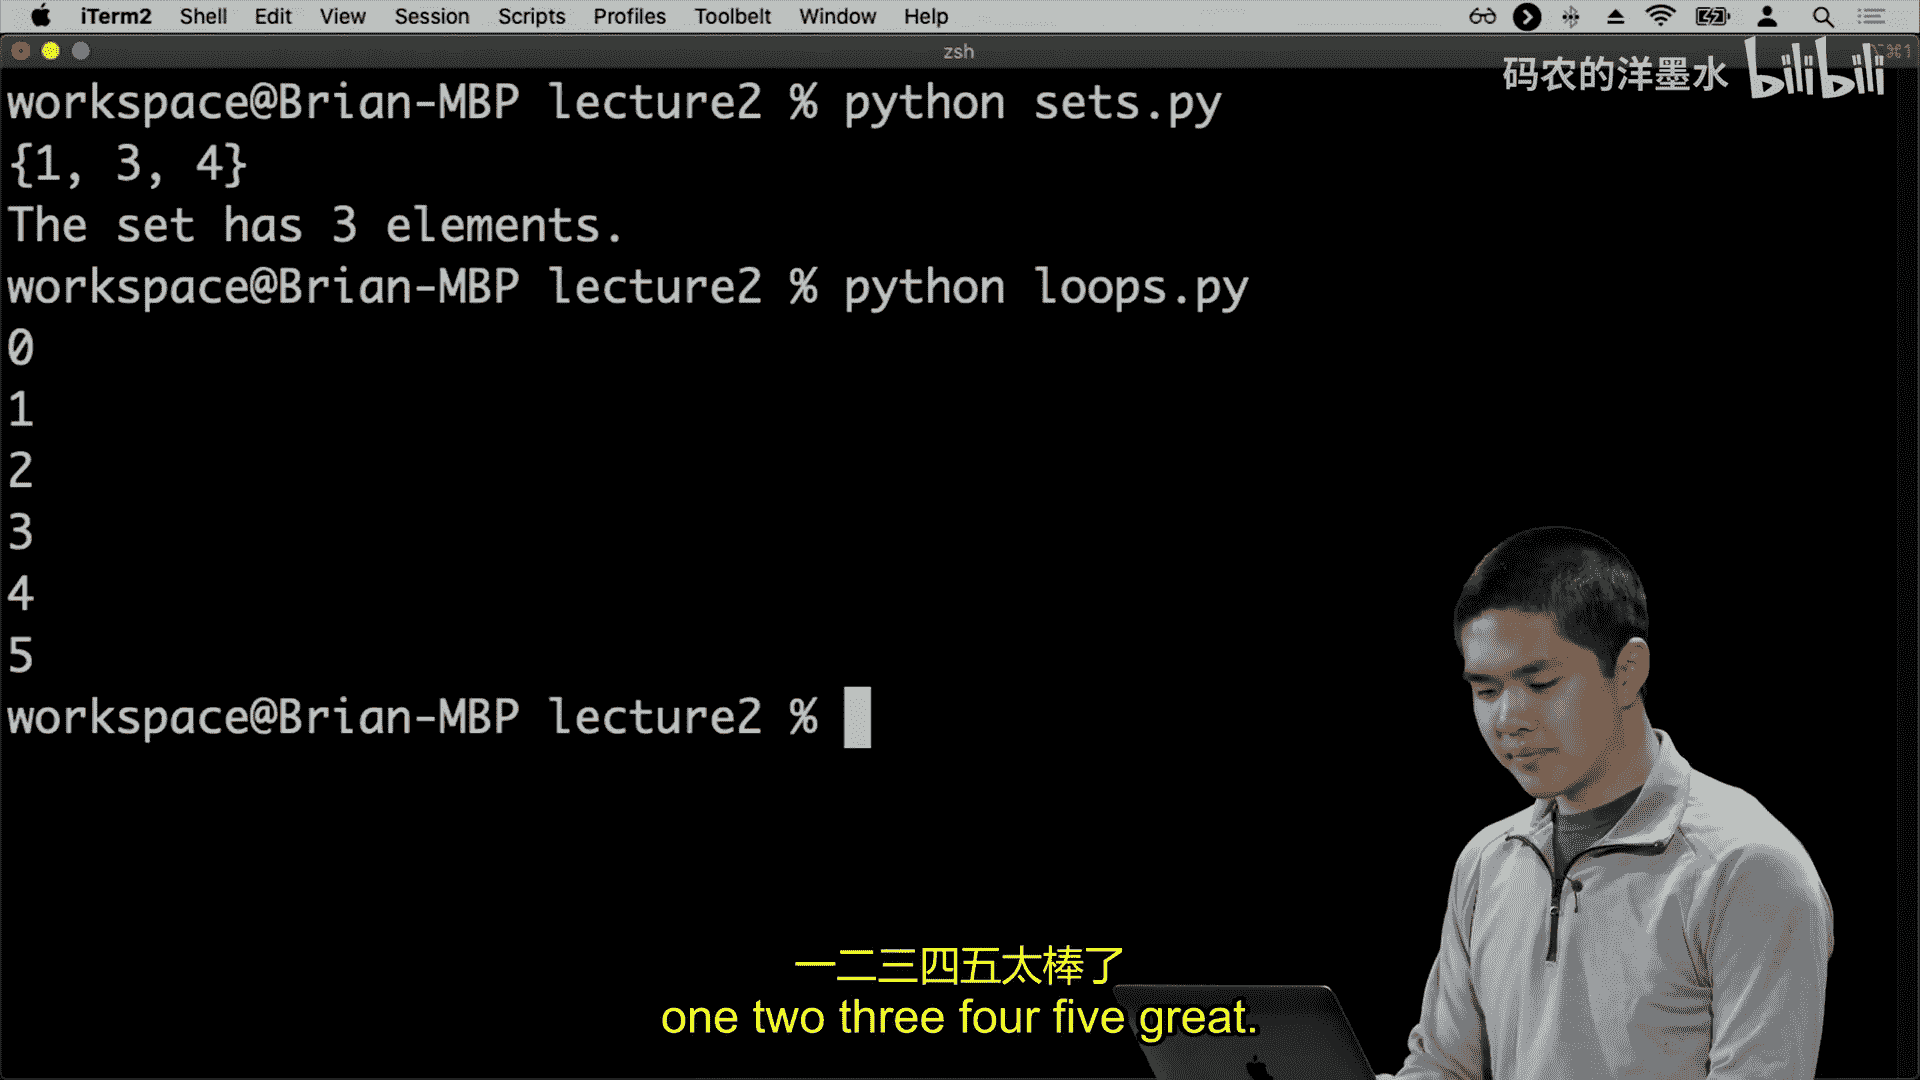 iTerm2 Shell Edit View Session Scripts Profiles Toolbelt Window Help
zsh
⌘1
码农的洋墨水 bilibili
workspace@Brian-MBP lecture2 % python sets.py
{1, 3, 4}
The set has 3 elements.
workspace@Brian-MBP lecture2 % python loops.py
0
1
2
3
4
5
workspace@Brian-MBP lecture2 %
一二三四五太棒了
one two three four five great.